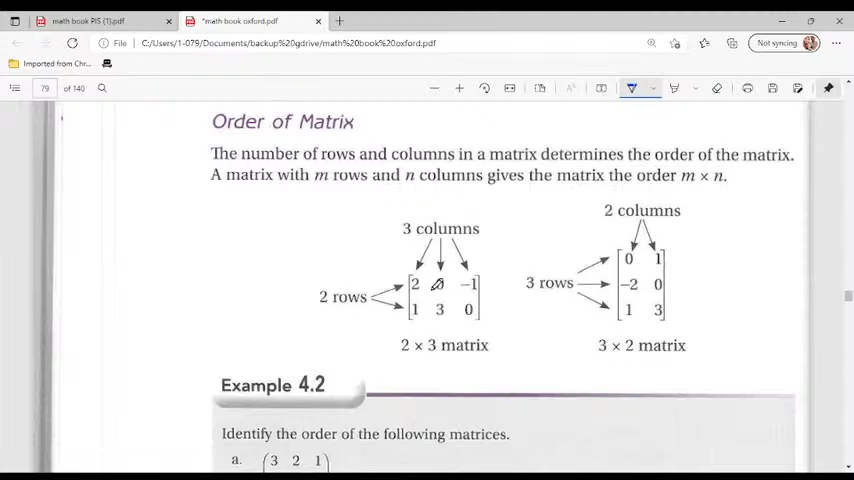 math book PIS (1).pdf
*math book oxford.pdf
File
C:/Users/1-079/Documents/backup%20gdrive/math%20book%20oxford.pdf
Not syncing
Imported from Chr...
79 of 140
Order of Matrix
The number of rows and columns in a matrix determines the order of the matrix.
A matrix with m rows and n columns gives the matrix the order m × n.
3 columns
2 rows
2 -1
1 3 0
2 × 3 matrix
2 columns
3 rows
0 1
-2 0
1 3
3 × 2 matrix
Example 4.2
Identify the order of the following matrices.
a. (3 2 1)